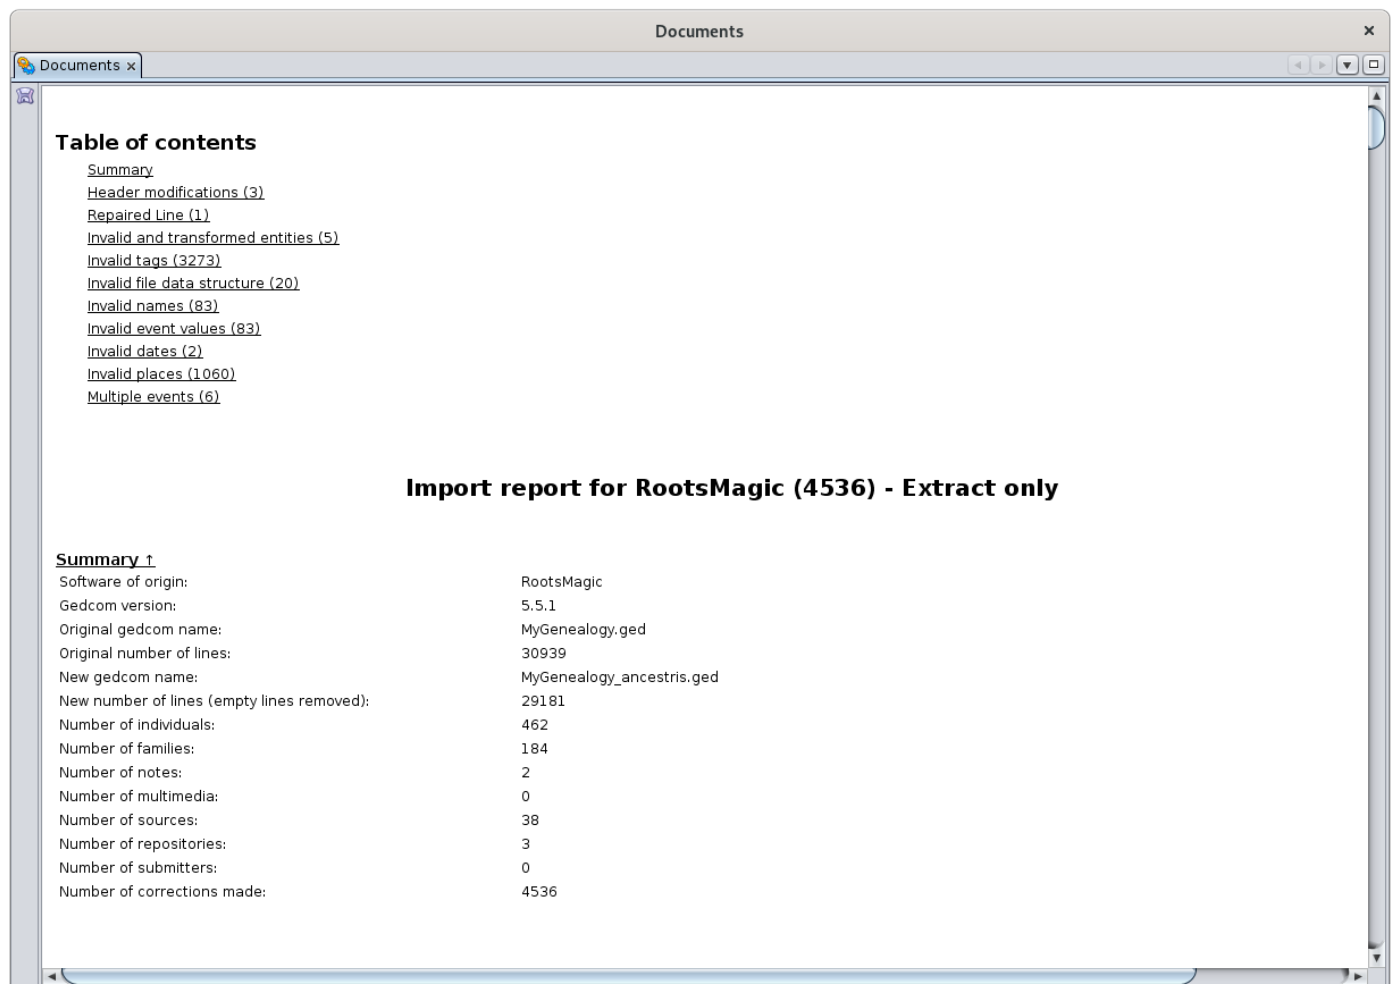 Documents
Documents
Table of contents
Summary
Header modifications (3)
Repaired Line (1)
Invalid and transformed entities (5)
Invalid tags (3273)
Invalid file data structure (20)
Invalid names (83)
Invalid event values (83)
Invalid dates (2)
Invalid places (1060)
Multiple events (6)
Import report for RootsMagic (4536) - Extract only
Summary ↑
Software of origin: RootsMagic
Gedcom version: 5.5.1
Original gedcom name: MyGenealogy.ged
Original number of lines: 30939
New gedcom name: MyGenealogy_ancestris.ged
New number of lines (empty lines removed): 29181
Number of individuals: 462
Number of families: 184
Number of notes: 2
Number of multimedia: 0
Number of sources: 38
Number of repositories: 3
Number of submitters: 0
Number of corrections made: 4536